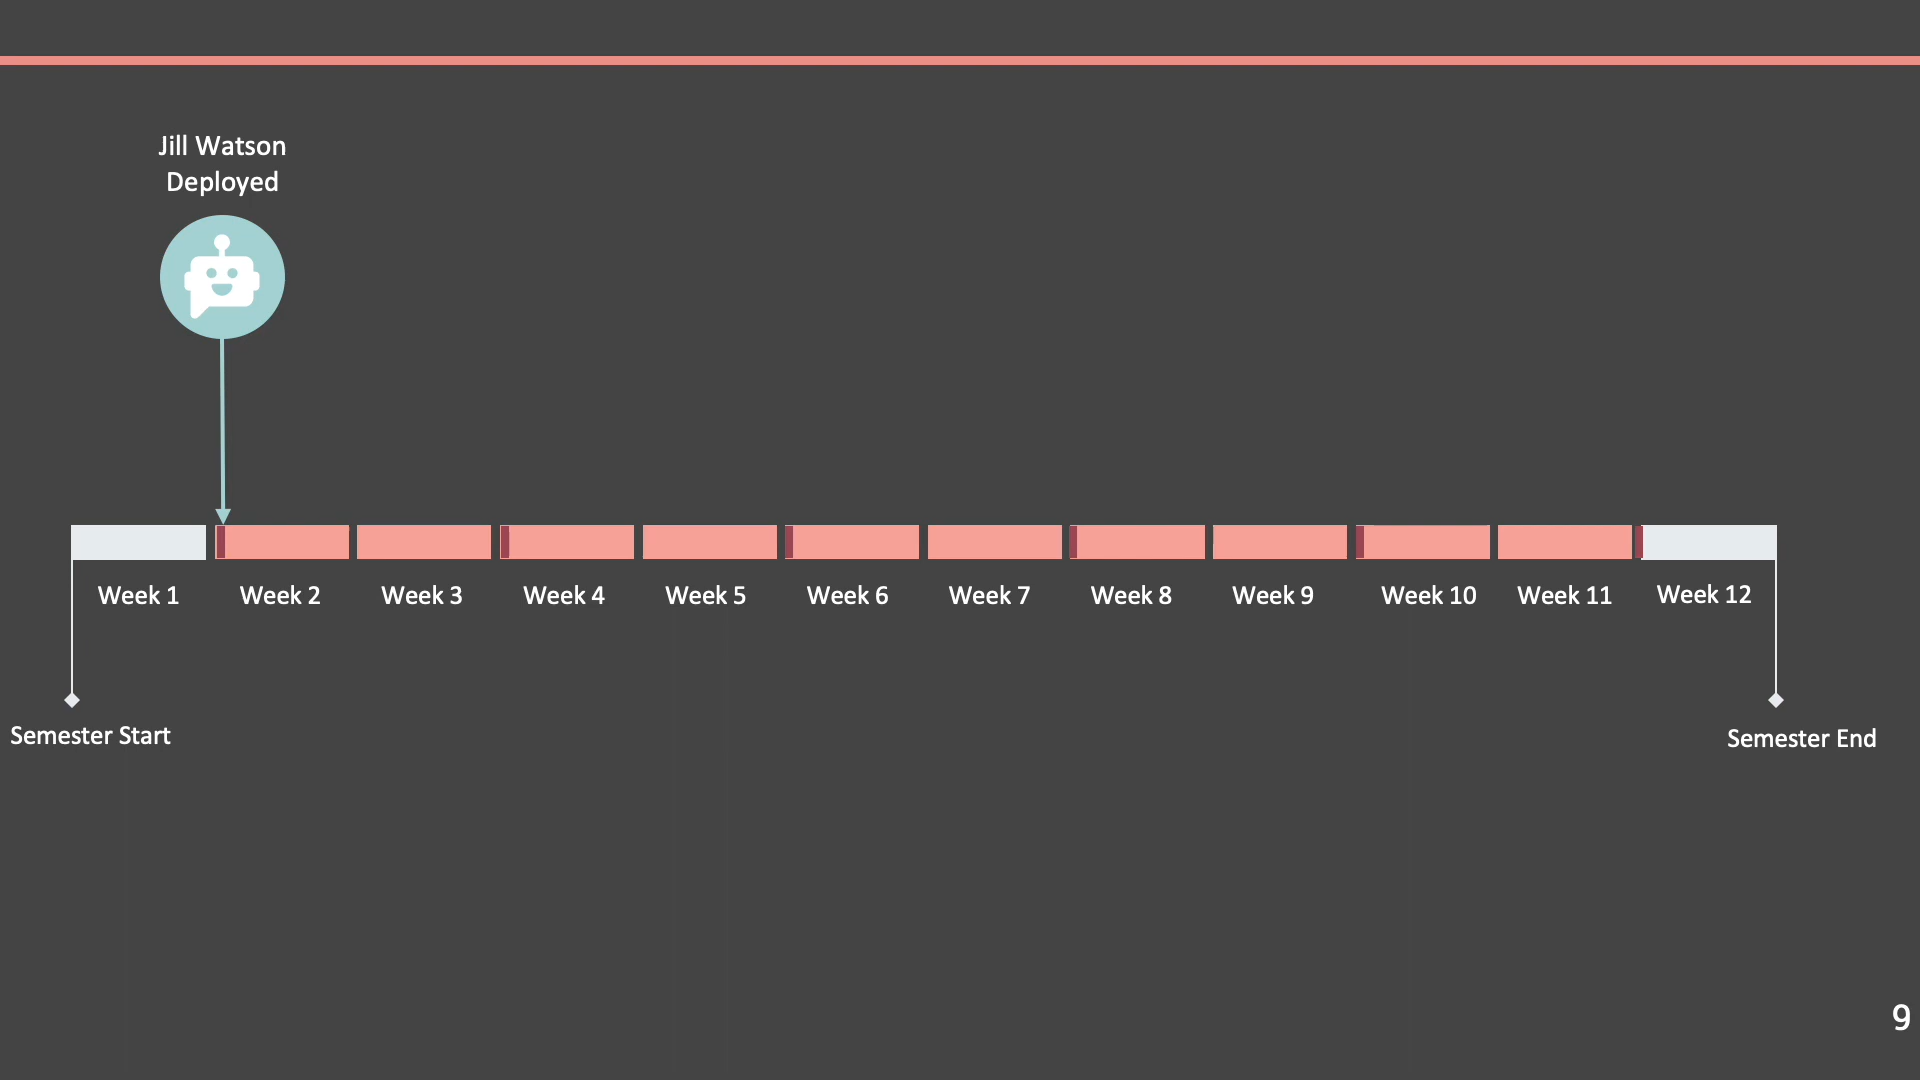 Jill Watson
Deployed
Week 1
Week 2
Week 3
Week 4
Week 5
Week 6
Week 7
Week 8
Week 9
Week 10
Week 11
Week 12
Semester Start
Semester End
9